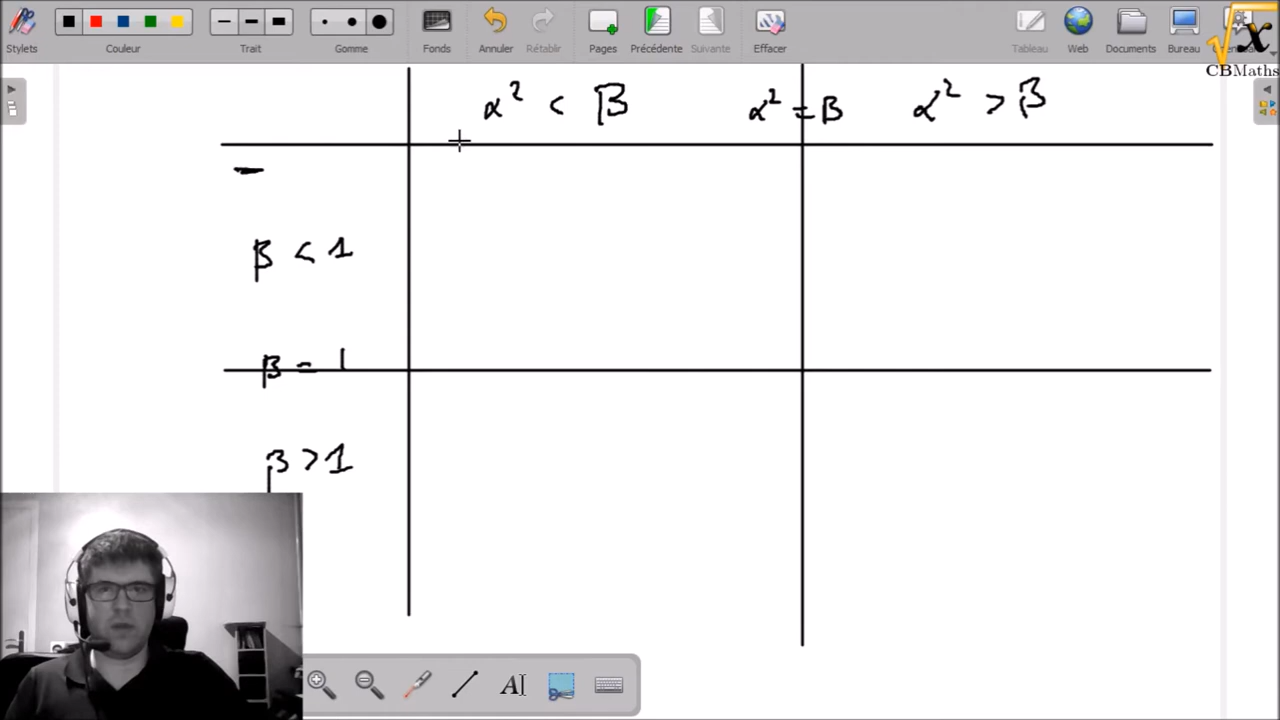 Stylets Couleur Trait Gomme Fonds Annuler Rétablir Pages Précédente Suivante Effacer Tableau Web Documents Bureau
√x
CBMaths
α² < β α² = β α² > β
β < 1
β = 1
β > 1
AI